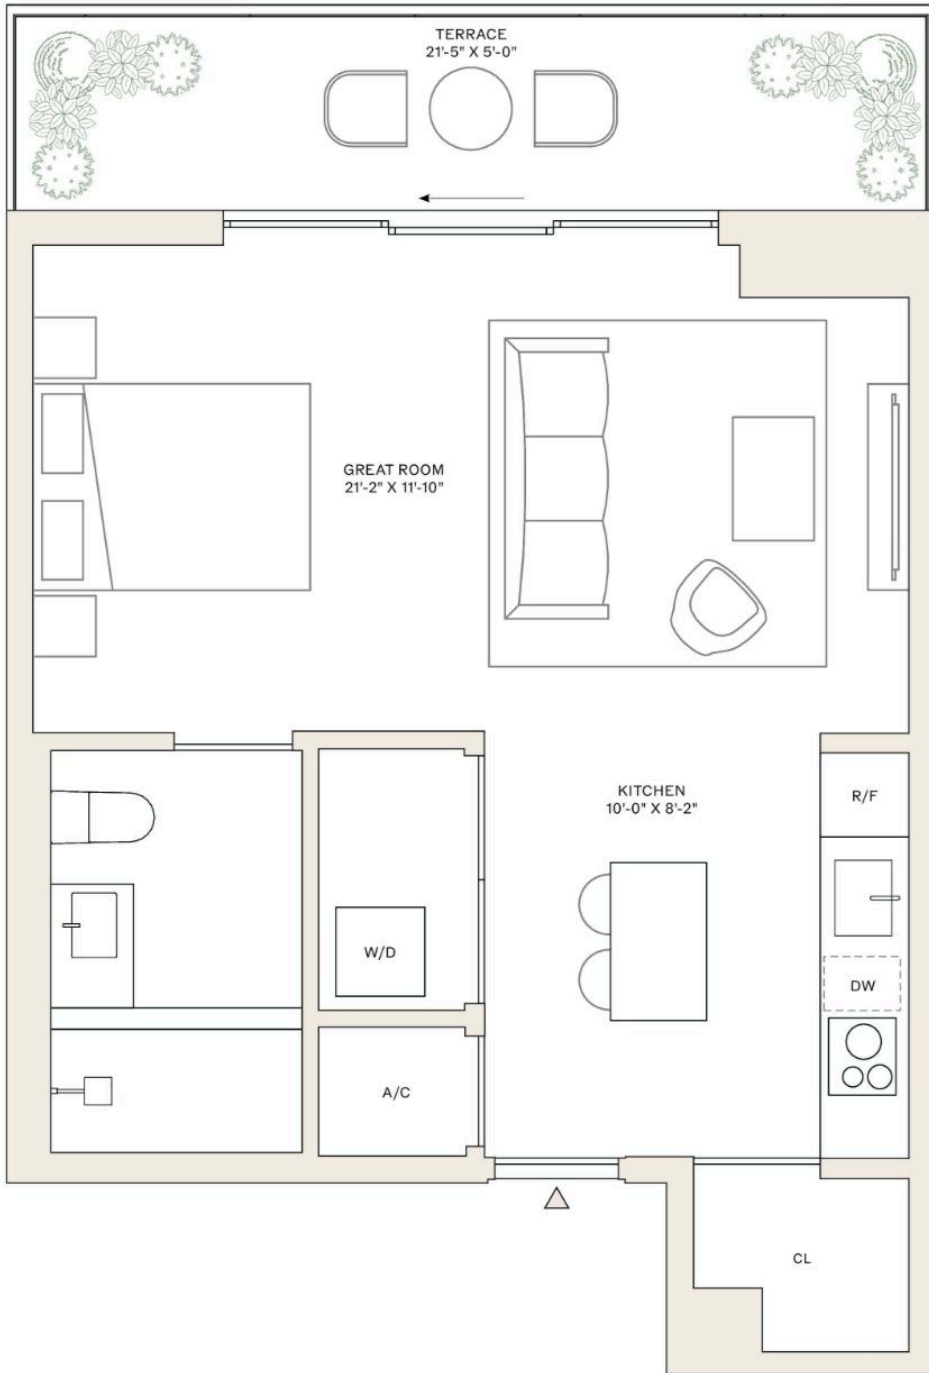 TERRACE
21'-5" X 5'-0"
GREAT ROOM
21'-2" X 11'-10"
KITCHEN
10'-0" X 8'-2"
R/F
W/D
DW
A/C
CL